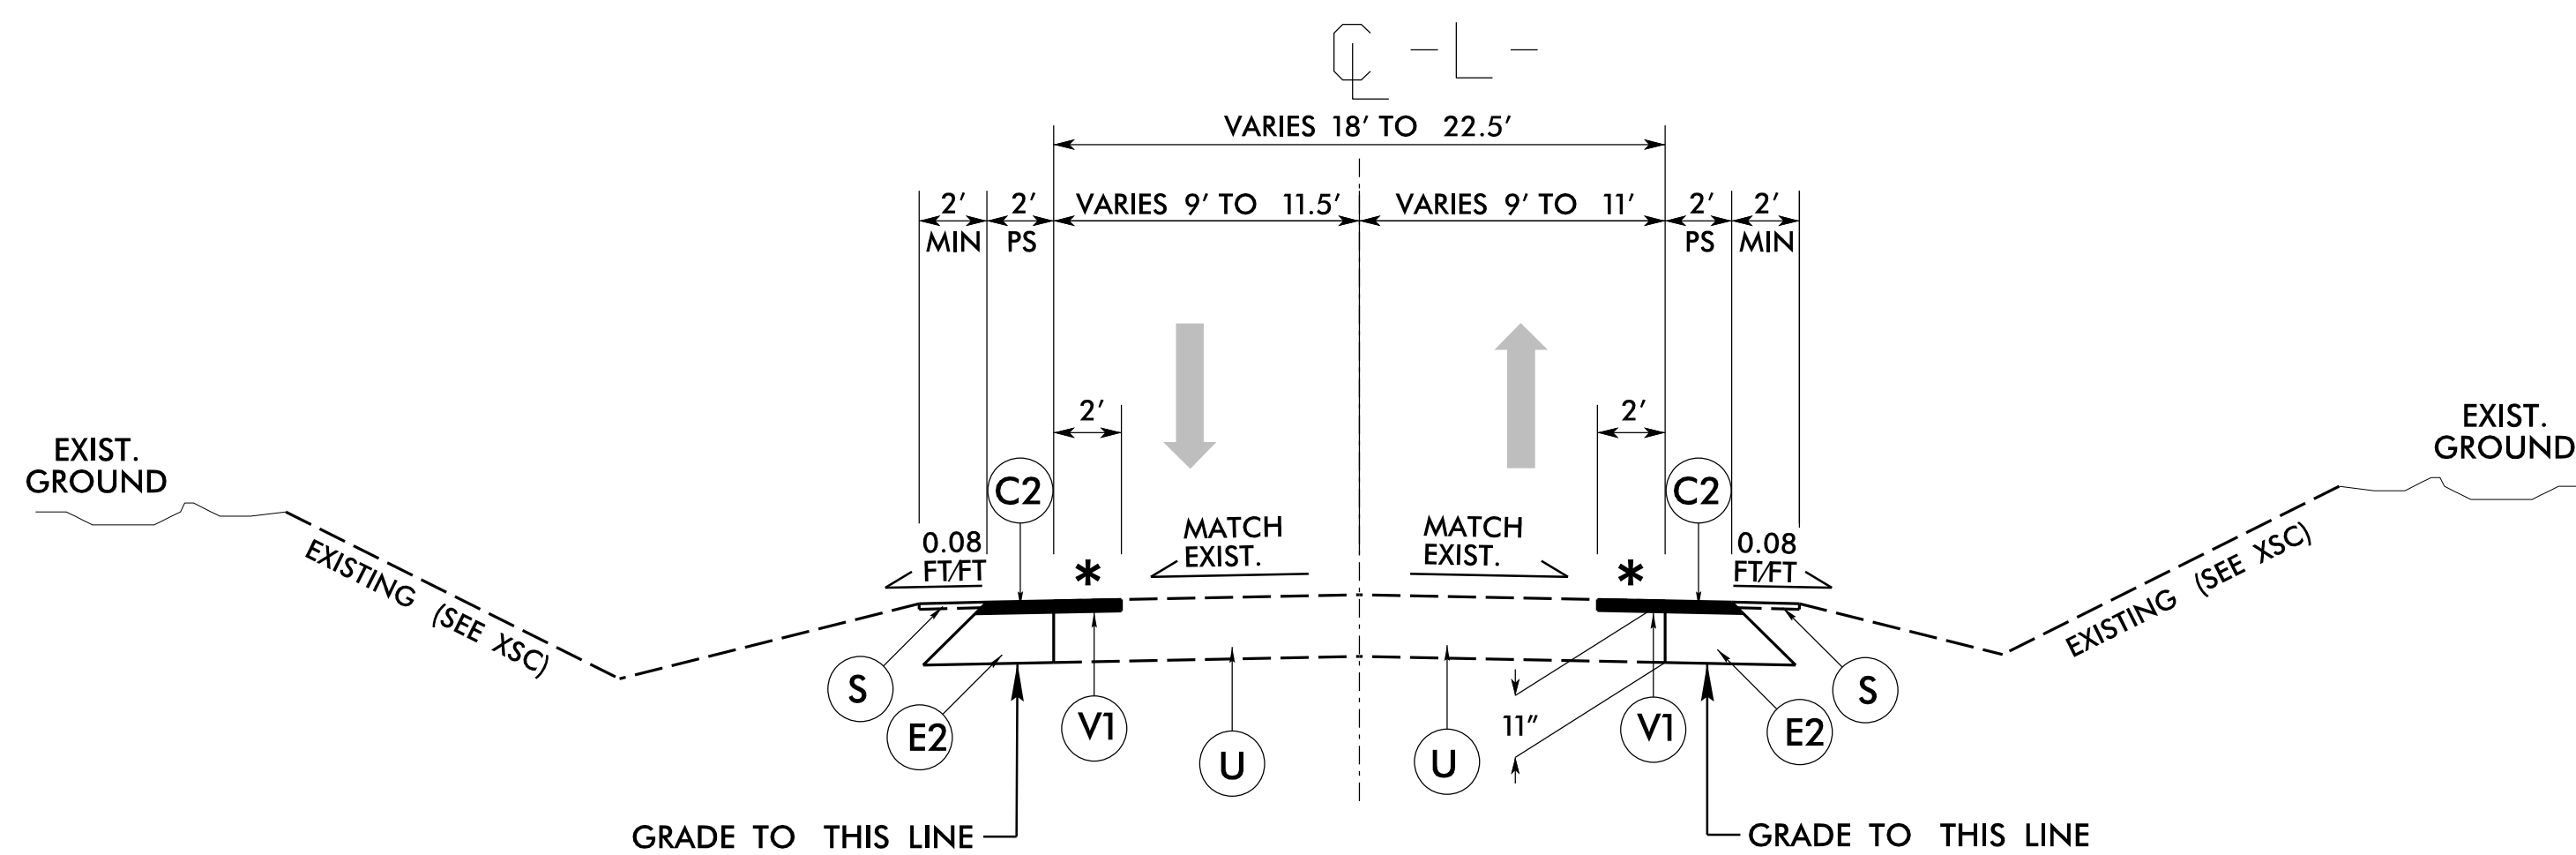 ℄ -L-
VARIES 18' TO 22.5'
2' MIN
2' PS
VARIES 9' TO 11.5'
VARIES 9' TO 11'
2' PS
2' MIN
2'
2'
EXIST.
GROUND
EXIST.
GROUND
C2
C2
0.08
FT/FT
*
MATCH
EXIST.
MATCH
EXIST.
*
0.08
FT/FT
EXISTING (SEE XSC)
EXISTING (SEE XSC)
S
E2
V1
U
U
11"
V1
E2
S
GRADE TO THIS LINE
GRADE TO THIS LINE